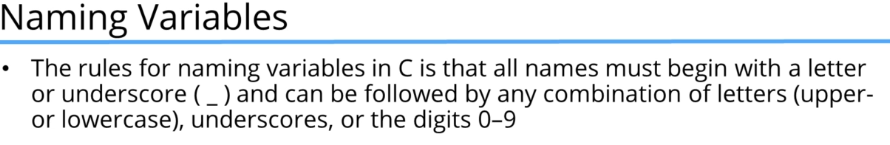 Naming Variables
• The rules for naming variables in C is that all names must begin with a letter
or underscore ( _ ) and can be followed by any combination of letters (upper-
or lowercase), underscores, or the digits 0–9